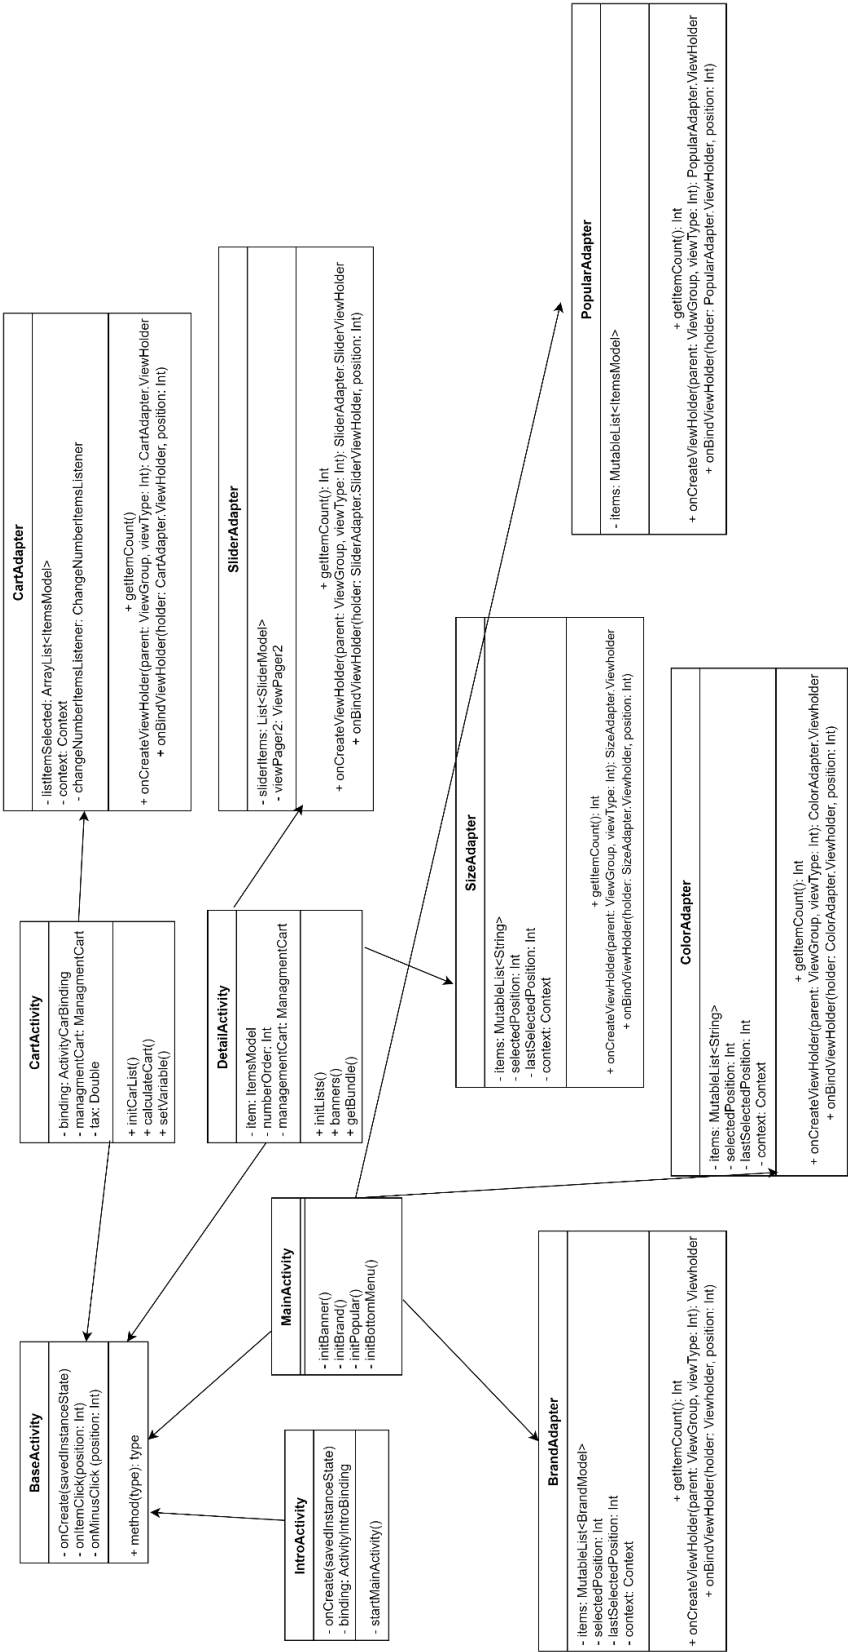 BaseActivity
- onCreate(savedInstanceState)
- onItemClick(position: Int)
- onMinusClick (position: Int)
+ method(type): type
CartActivity
- binding: ActivityCarBinding
- managmentCart: ManagmentCart
- tax: Double
+ initCarList()
+ calculateCart()
+ setVariable()
CartAdapter
- listItemSelected: ArrayList<ItemsModel>
- context: Context
- changeNumberItemsListener: ChangeNumberItemsListener
+ getItemCount()
+ onCreateViewHolder(parent: ViewGroup, viewType: Int): CartAdapter.ViewHolder
+ onBindViewHolder(holder: CartAdapter.ViewHolder, position: Int)
DetailActivity
- item: ItemsModel
- numberOrder: Int
- managementCart: ManagmentCart
+ initLists()
+ banners()
+ getBundle()
SliderAdapter
- sliderItems: List<SliderModel>
- viewPager2: ViewPager2
+ getItemCount(): Int
+ onCreateViewHolder(parent: ViewGroup, viewType: Int): SliderAdapter.SliderViewHolder
+ onBindViewHolder(holder: SliderAdapter.SliderViewHolder, position: Int)
IntroActivity
- onCreate(savedInstanceState)
- binding: ActivityIntroBinding
- startMainActivity()
MainActivity
- initBanner()
- initBrand()
- initPopular()
- initBottomMenu()
SizeAdapter
- items: MutableList<String>
- selectedPosition: Int
- lastSelectedPosition: Int
- context: Context
+ getItemCount(): Int
+ onCreateViewHolder(parent: ViewGroup, viewType: Int): SizeAdapter.Viewholder
+ onBindViewHolder(holder: SizeAdapter.Viewholder, position: Int)
PopularAdapter
- items: MutableList<ItemsModel>
+ getItemCount(): Int
+ onCreateViewHolder(parent: ViewGroup, viewType: Int): PopularAdapter.ViewHolder
+ onBindViewHolder(holder: PopularAdapter.ViewHolder, position: Int)
BrandAdapter
- items: MutableList<BrandModel>
- selectedPosition: Int
- lastSelectedPosition: Int
- context: Context
+ getItemCount(): Int
+ onCreateViewHolder(parent: ViewGroup, viewType: Int): Viewholder
+ onBindViewHolder(holder: Viewholder, position: Int)
ColorAdapter
- items: MutableList<String>
- selectedPosition: Int
- lastSelectedPosition: Int
- context: Context
+ getItemCount(): Int
+ onCreateViewHolder(parent: ViewGroup, viewType: Int): ColorAdapter.Viewholder
+ onBindViewHolder(holder: ColorAdapter.Viewholder, position: Int)